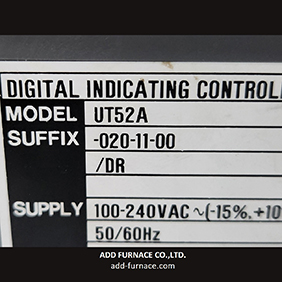 DIGITAL INDICATING CONTROL
MODEL UT52A
SUFFIX -020-11-00
/DR
SUPPLY 100-240VAC ~(-15%.+10
50/60Hz
ADD FURNACE CO.,LTD.
add-furnace.com